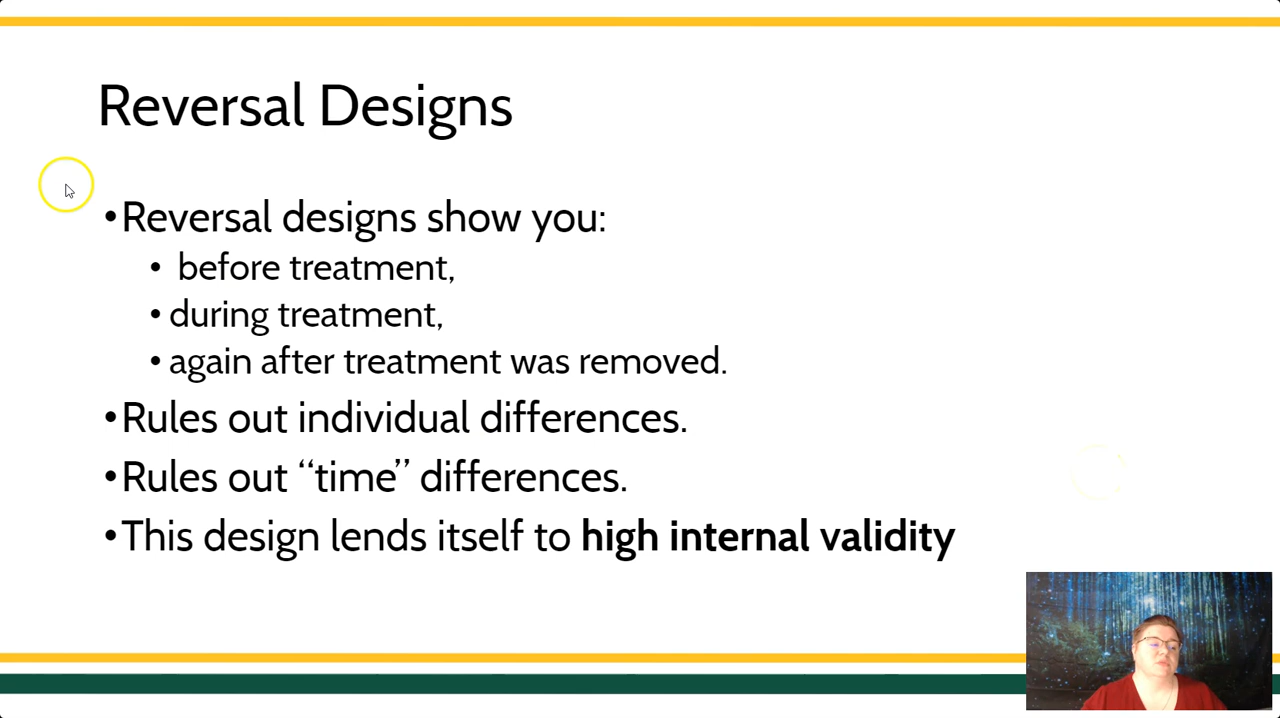 Reversal Designs
•Reversal designs show you:
• before treatment,
• during treatment,
• again after treatment was removed.
•Rules out individual differences.
•Rules out “time” differences.
•This design lends itself to high internal validity